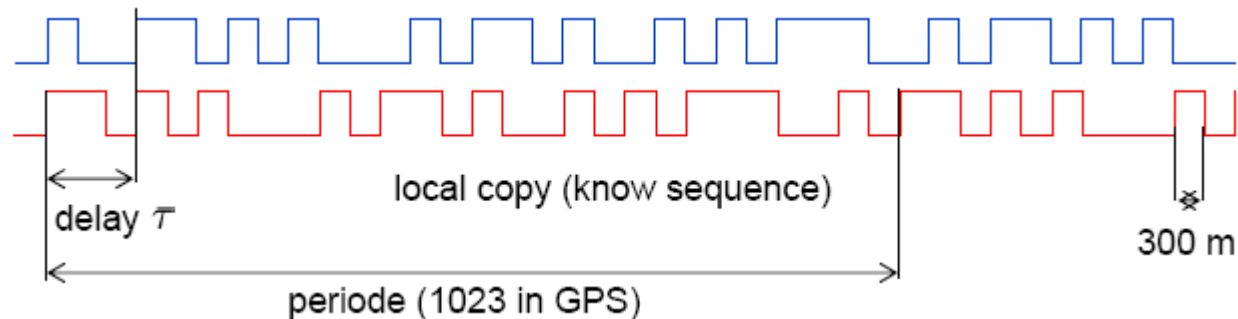 local copy (know sequence)
delay τ
300 m
periode (1023 in GPS)